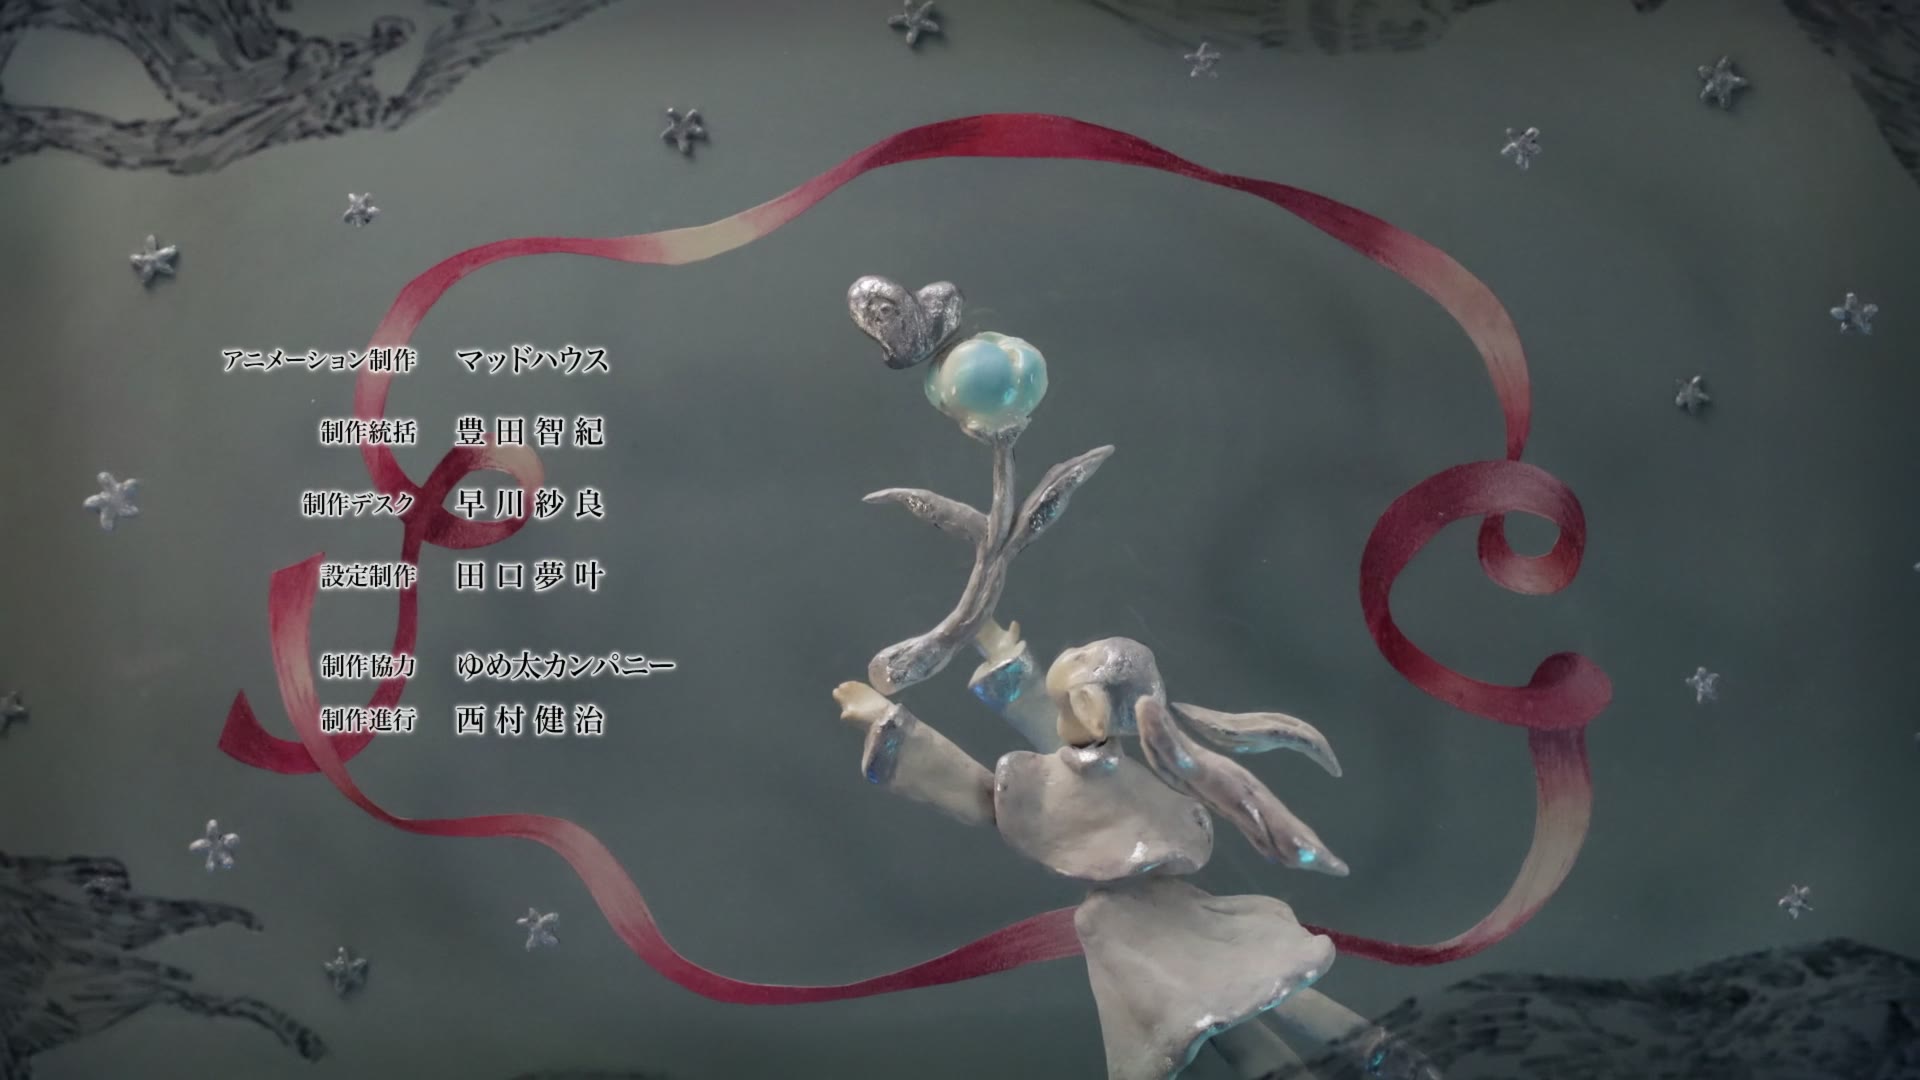 アニメーション制作 マッドハウス
制作統括 豊田智紀
制作デスク 早川紗良
設定制作 田口夢叶
制作協力 ゆめ太カンパニー
制作進行 西村健治